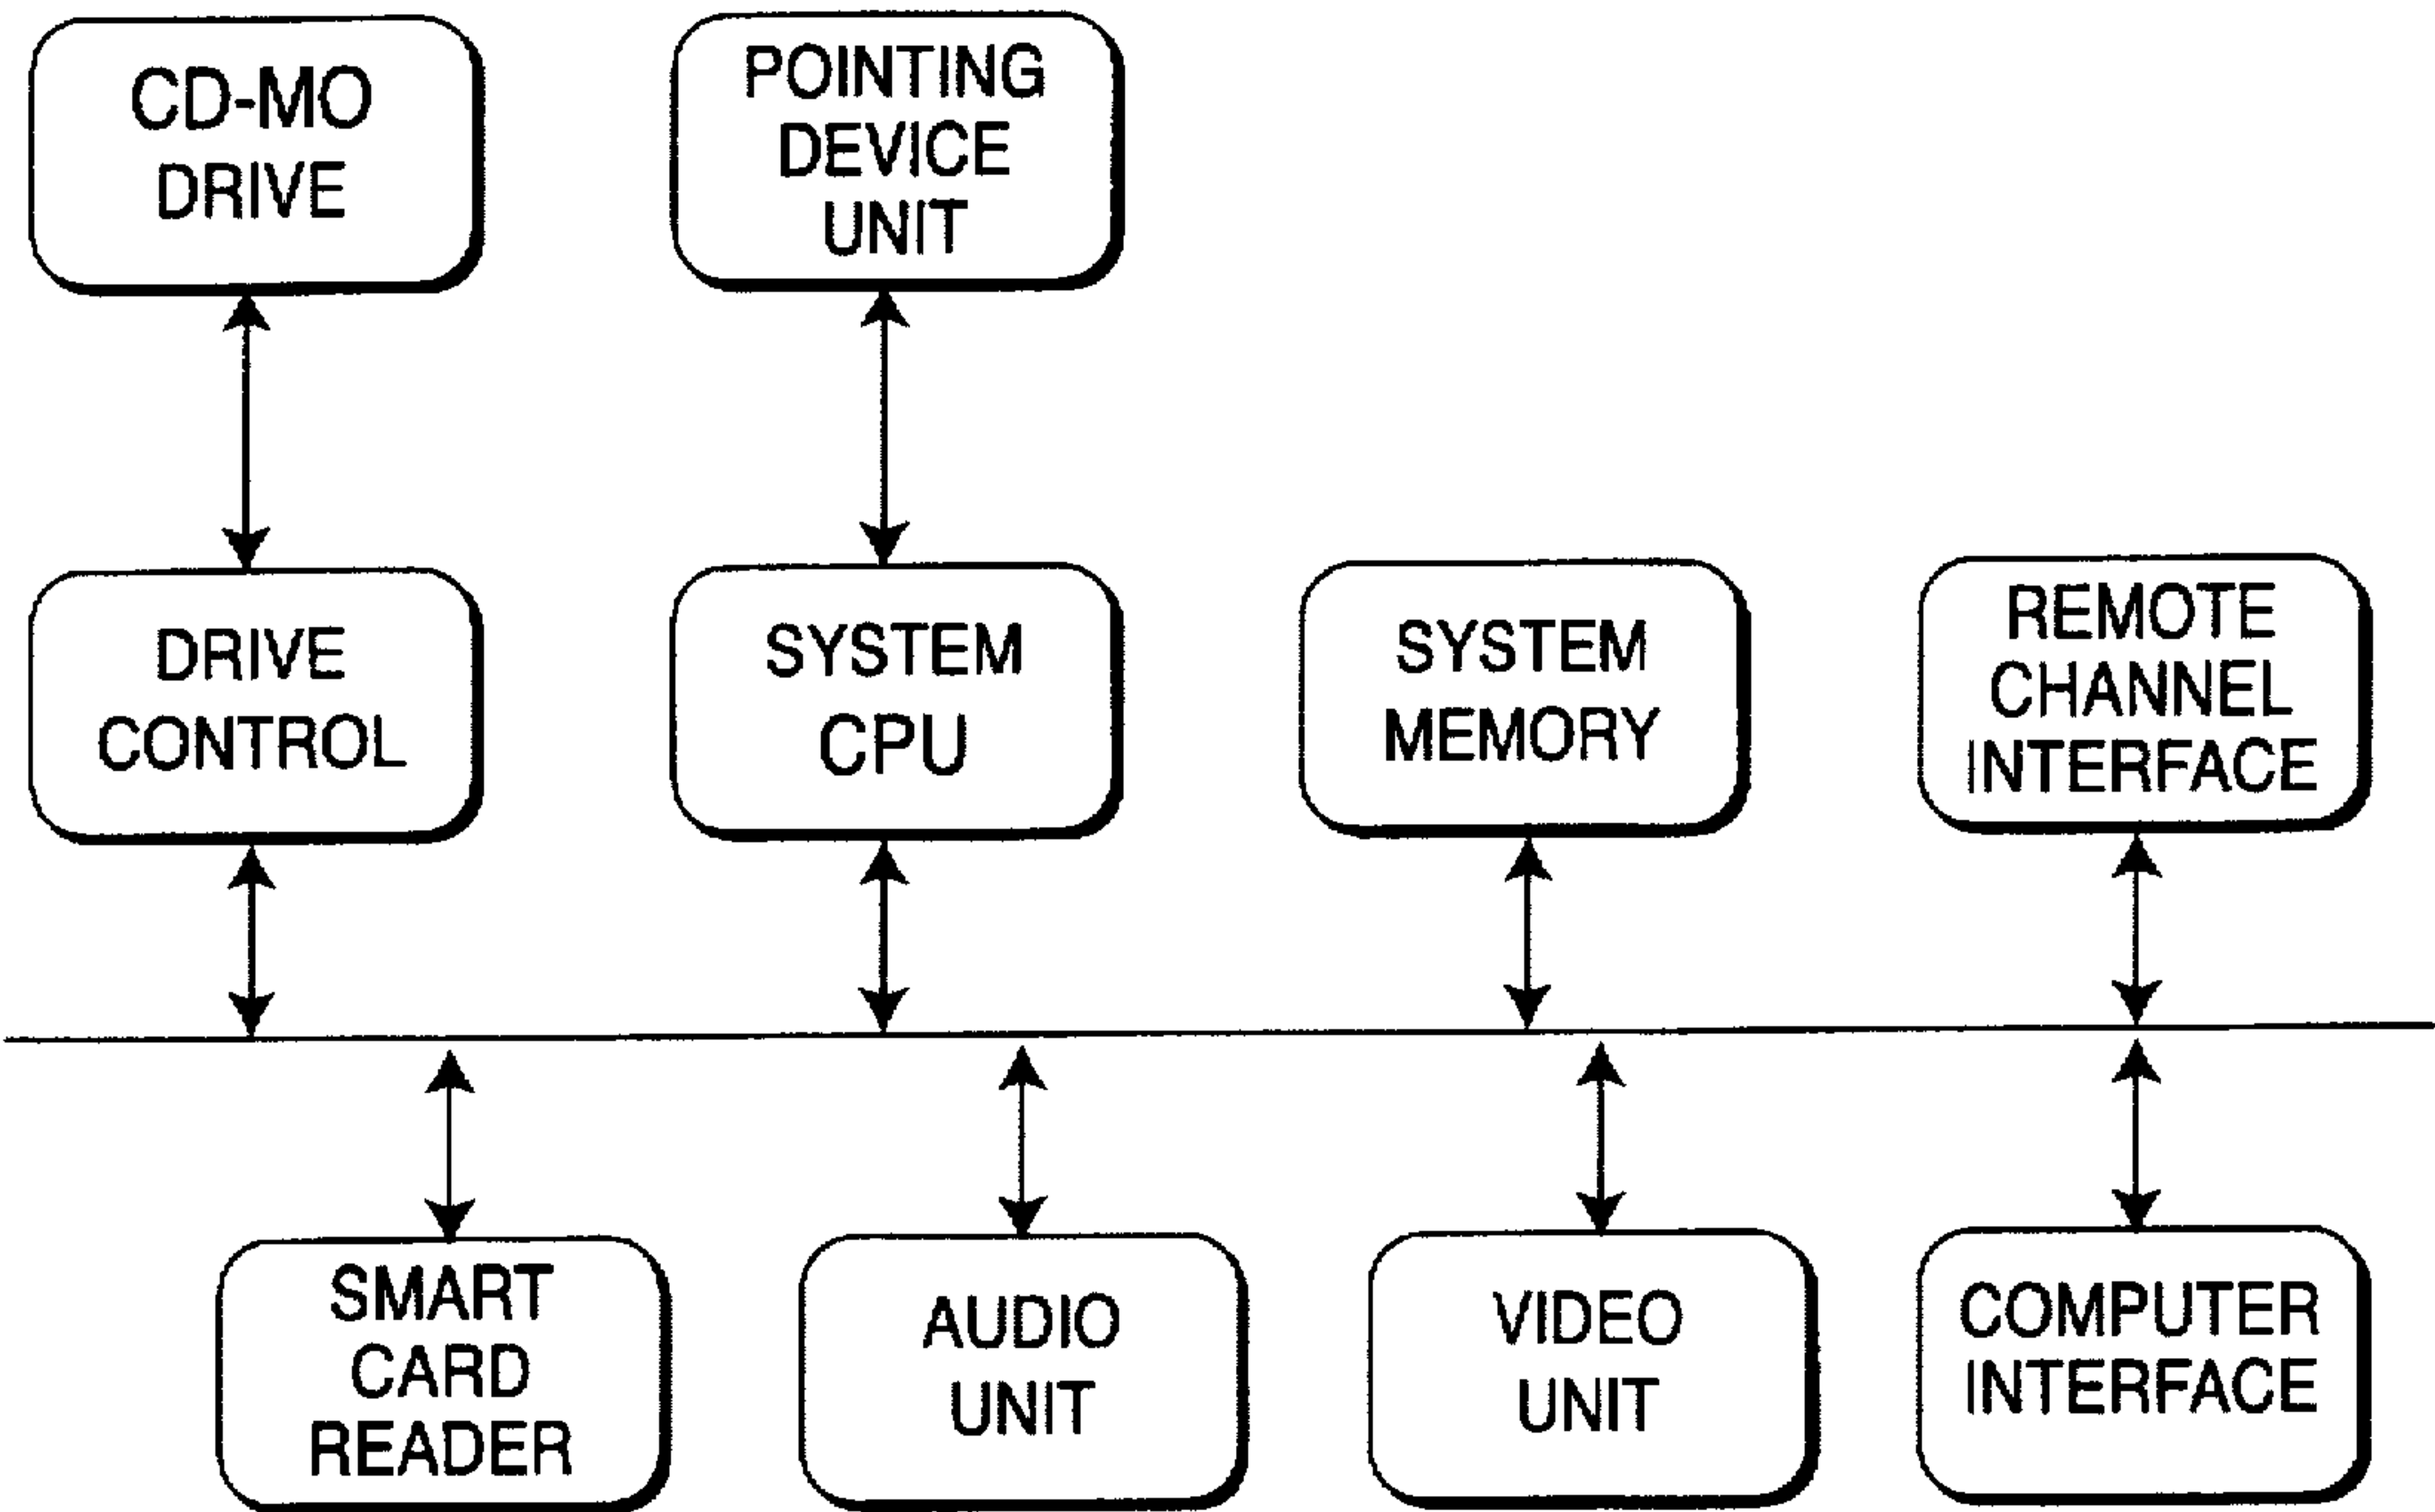 CD-MO
DRIVE
POINTING
DEVICE
UNIT
DRIVE
CONTROL
SYSTEM
CPU
SYSTEM
MEMORY
REMOTE
CHANNEL
INTERFACE
SMART
CARD
READER
AUDIO
UNIT
VIDEO
UNIT
COMPUTER
INTERFACE